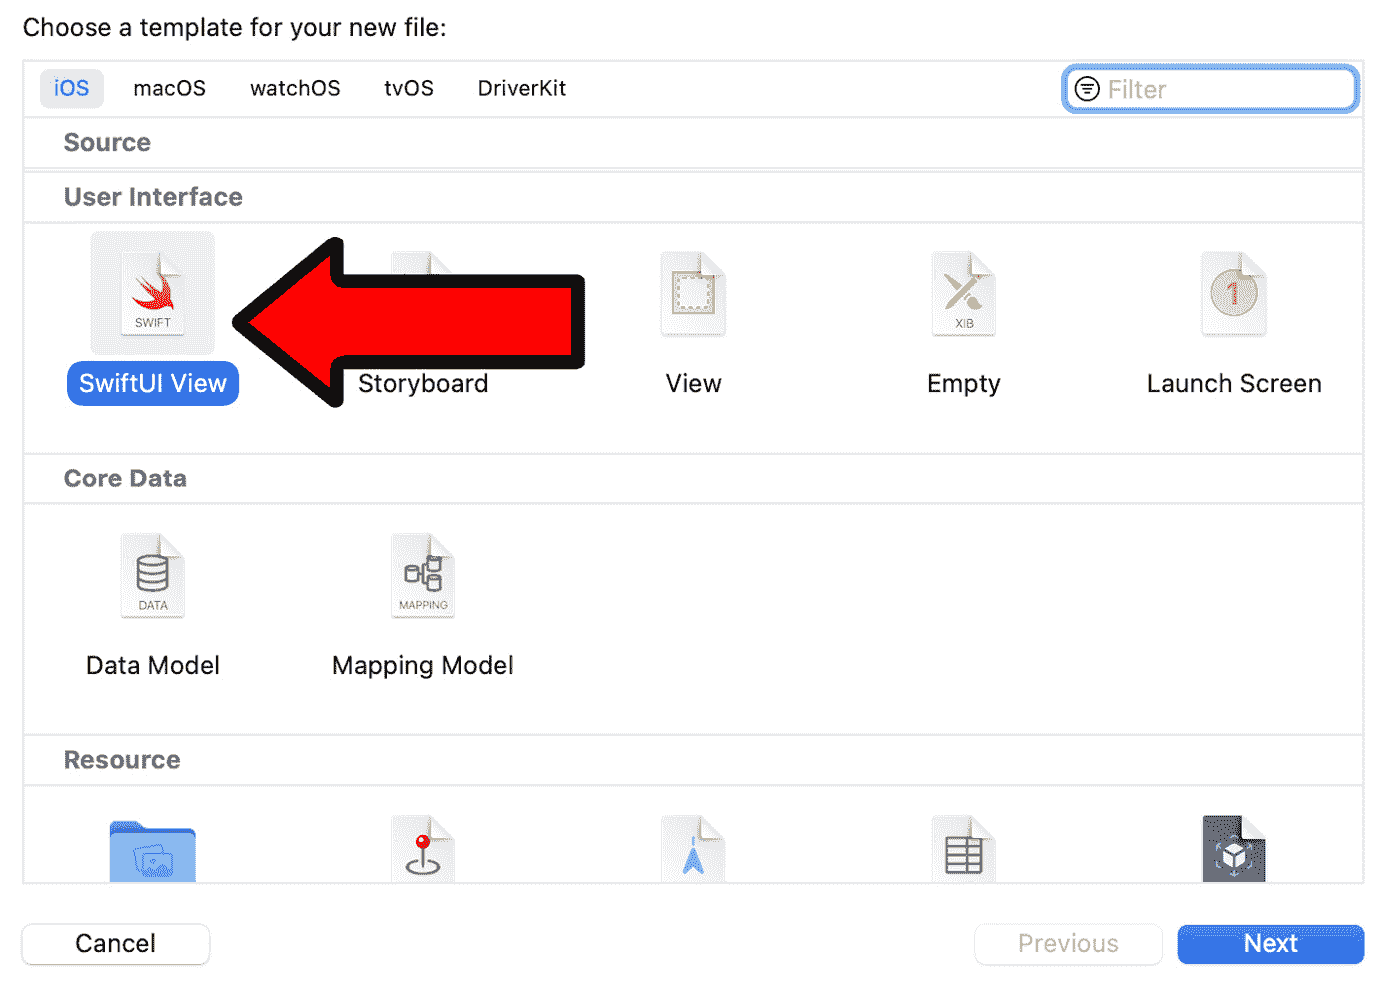 Choose a template for your new file:
iOS macOS watchOS tvOS DriverKit Filter
Source
User Interface
SWIFT XIB 1
SwiftUI View Storyboard View Empty Launch Screen
Core Data
DATA MAPPING
Data Model Mapping Model
Resource
Cancel Previous Next